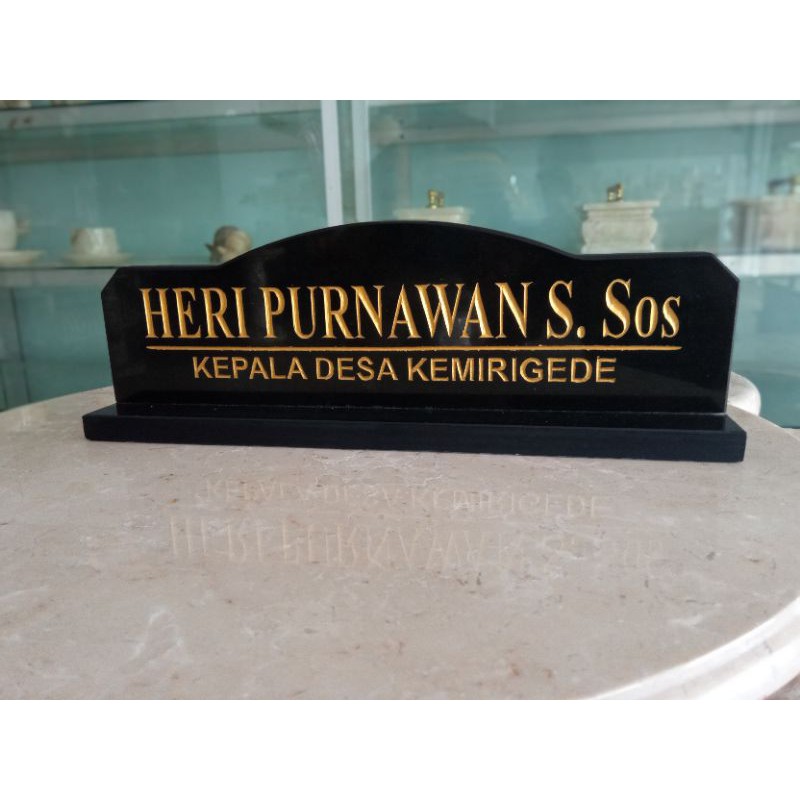 HERI PURNAWAN S. Sos
KEPALA DESA KEMIRIGEDE